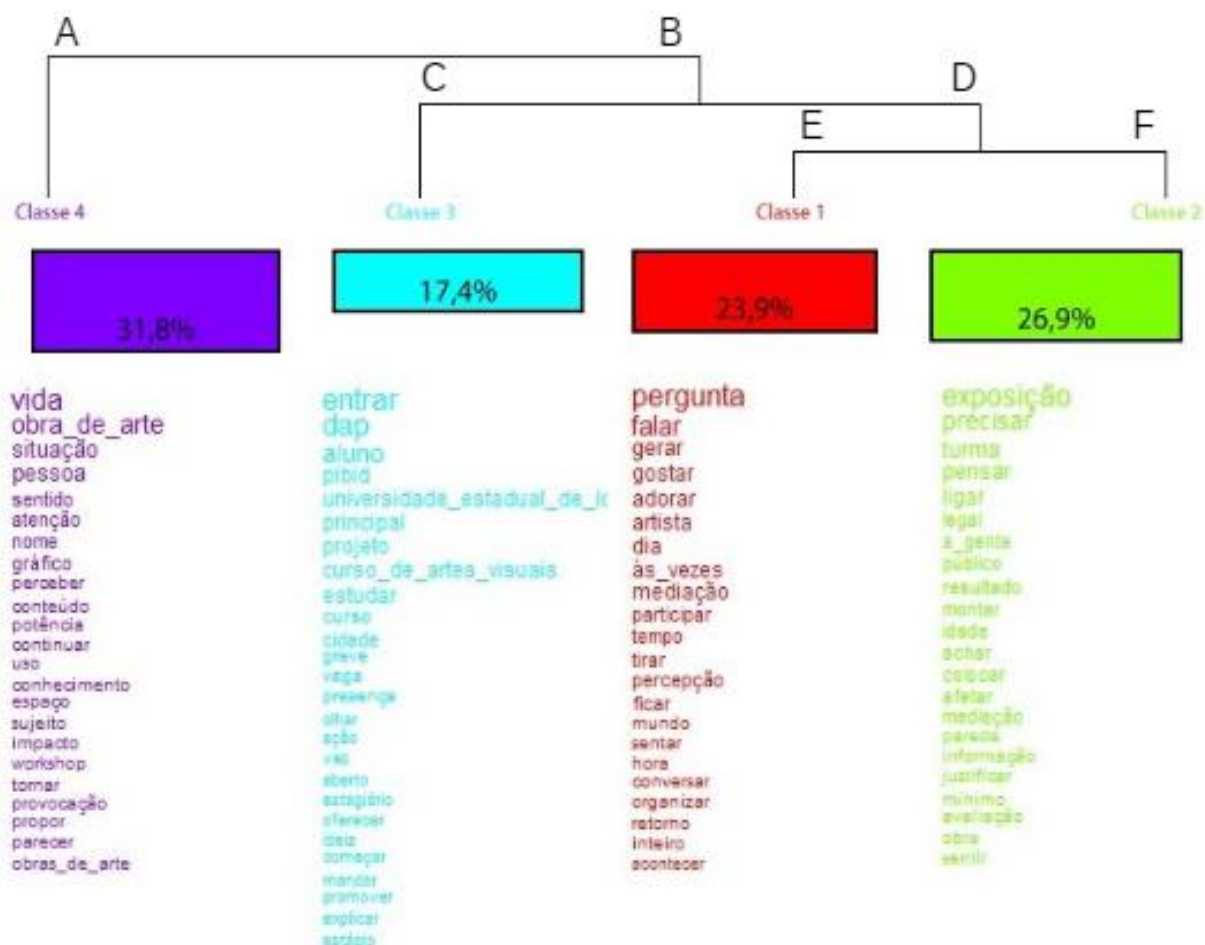 A
B
C
D
E
F
Classe 4
Classe 3
Classe 1
Classe 2
31,8%
17,4%
23,9%
26,9%
vida
obra_de_arte
situação
pessoa
sentido
atenção
nome
gráfico
perceber
conteúdo
potência
continuar
uso
conhecimento
espaço
sujeito
impacto
workshop
tornar
provocação
propor
parecer
obras_de_arte
entrar
dap
aluno
pibid
universidade_estadual_de_lo
principal
projeto
curso_de_artes_visuais
estudar
curso
cidade
greve
vaga
presença
olhar
ação
aberto
estagiário
oferecer
ideia
começar
mandar
promover
explicar
estágio
pergunta
falar
gerar
gostar
adorar
artista
dia
às_vezes
mediação
participar
tempo
tirar
percepção
ficar
mundo
sentar
hora
conversar
organizar
retorno
inteiro
acontecer
exposição
precisar
turma
pensar
ligar
legal
a_gente
público
resultado
montar
idade
achar
colocar
afetar
mediação
parede
informação
justificar
mínimo
avaliação
obra
sentir